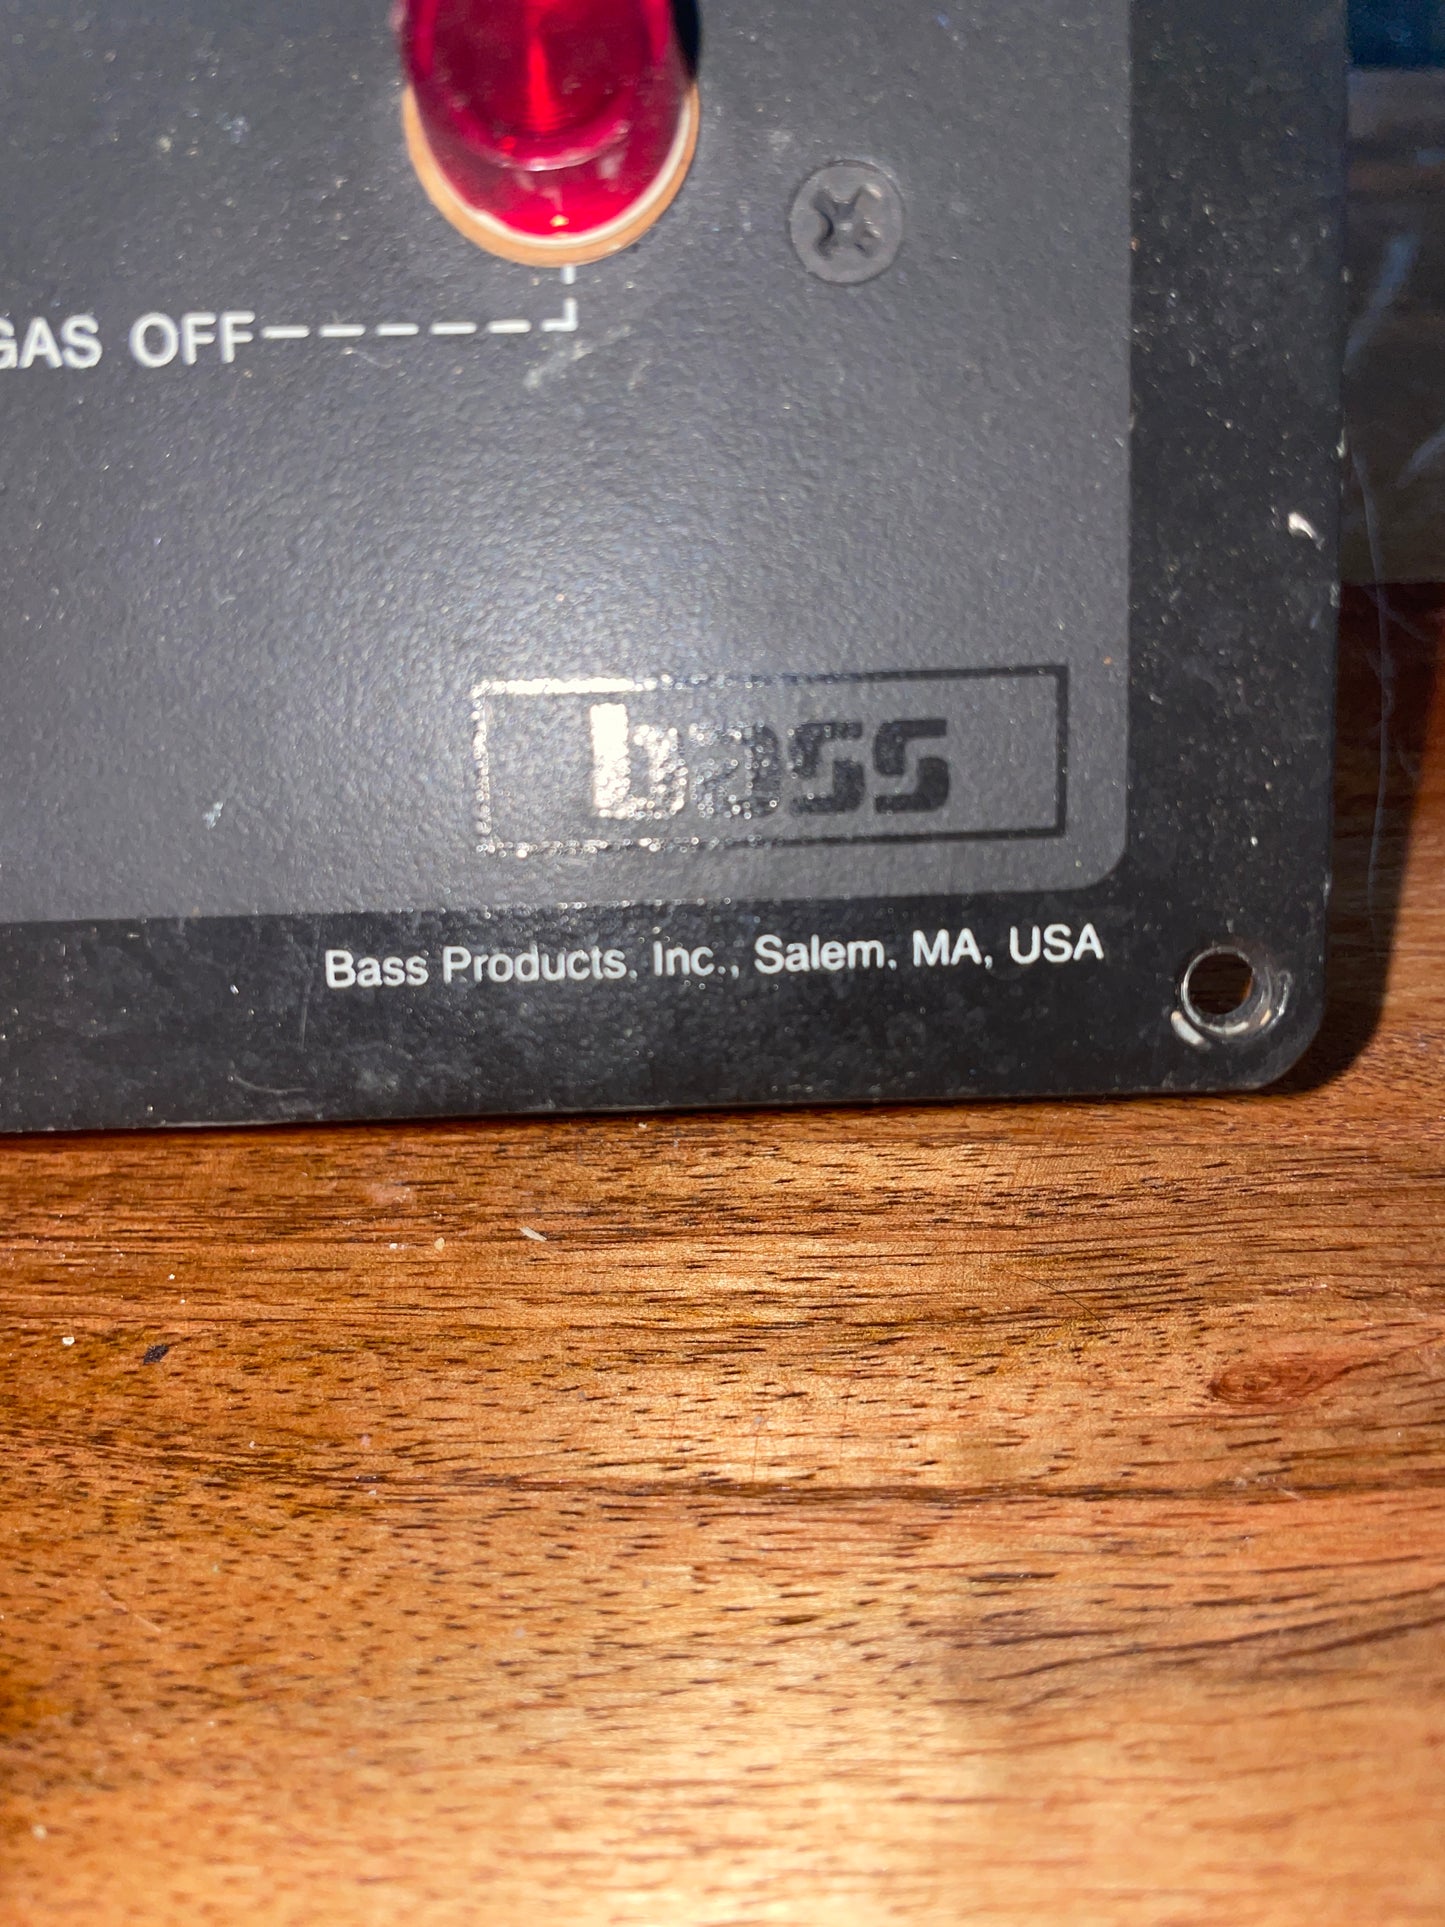 GAS OFF
bass
Bass Products, Inc., Salem, MA, USA